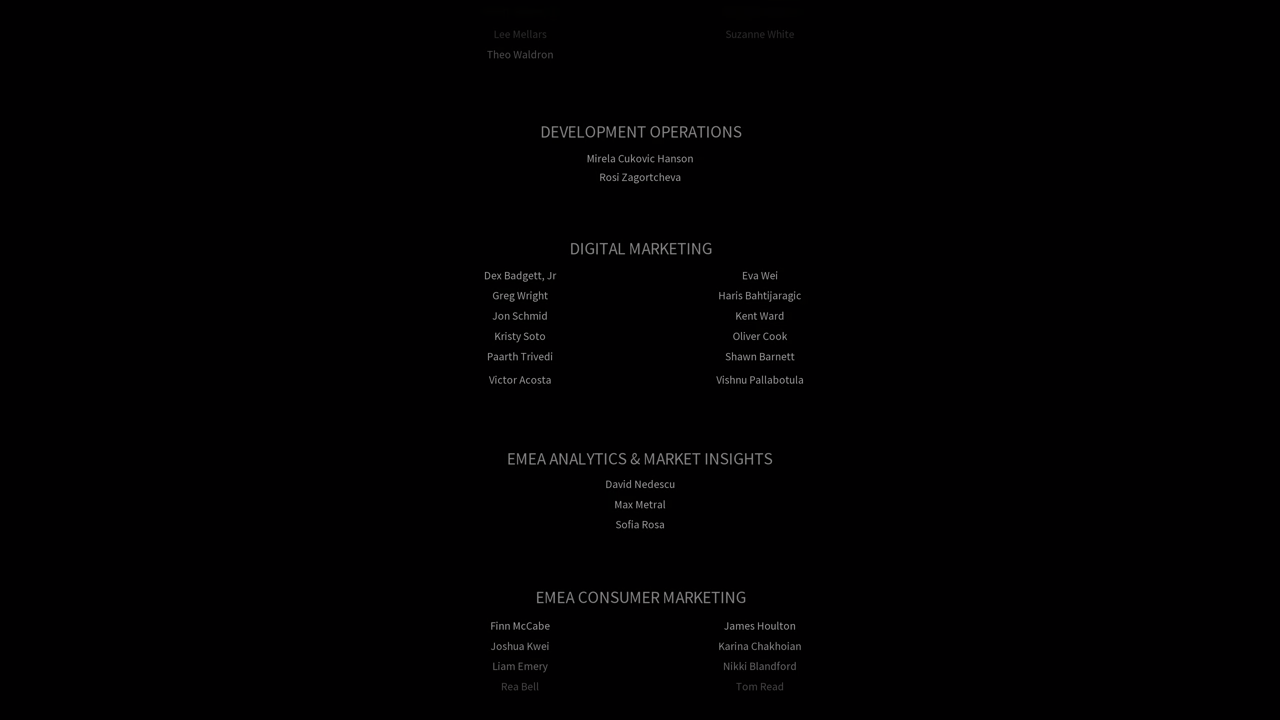 Lee Mellars Suzanne White
Theo Waldron
DEVELOPMENT OPERATIONS
Mirela Cukovic Hanson
Rosi Zagortcheva
DIGITAL MARKETING
Dex Badgett, Jr Eva Wei
Greg Wright Haris Bahtijaragic
Jon Schmid Kent Ward
Kristy Soto Oliver Cook
Paarth Trivedi Shawn Barnett
Victor Acosta Vishnu Pallabotula
EMEA ANALYTICS & MARKET INSIGHTS
David Nedescu
Max Metral
Sofia Rosa
EMEA CONSUMER MARKETING
Finn McCabe James Houlton
Joshua Kwei Karina Chakhoian
Liam Emery Nikki Blandford
Rea Bell Tom Read